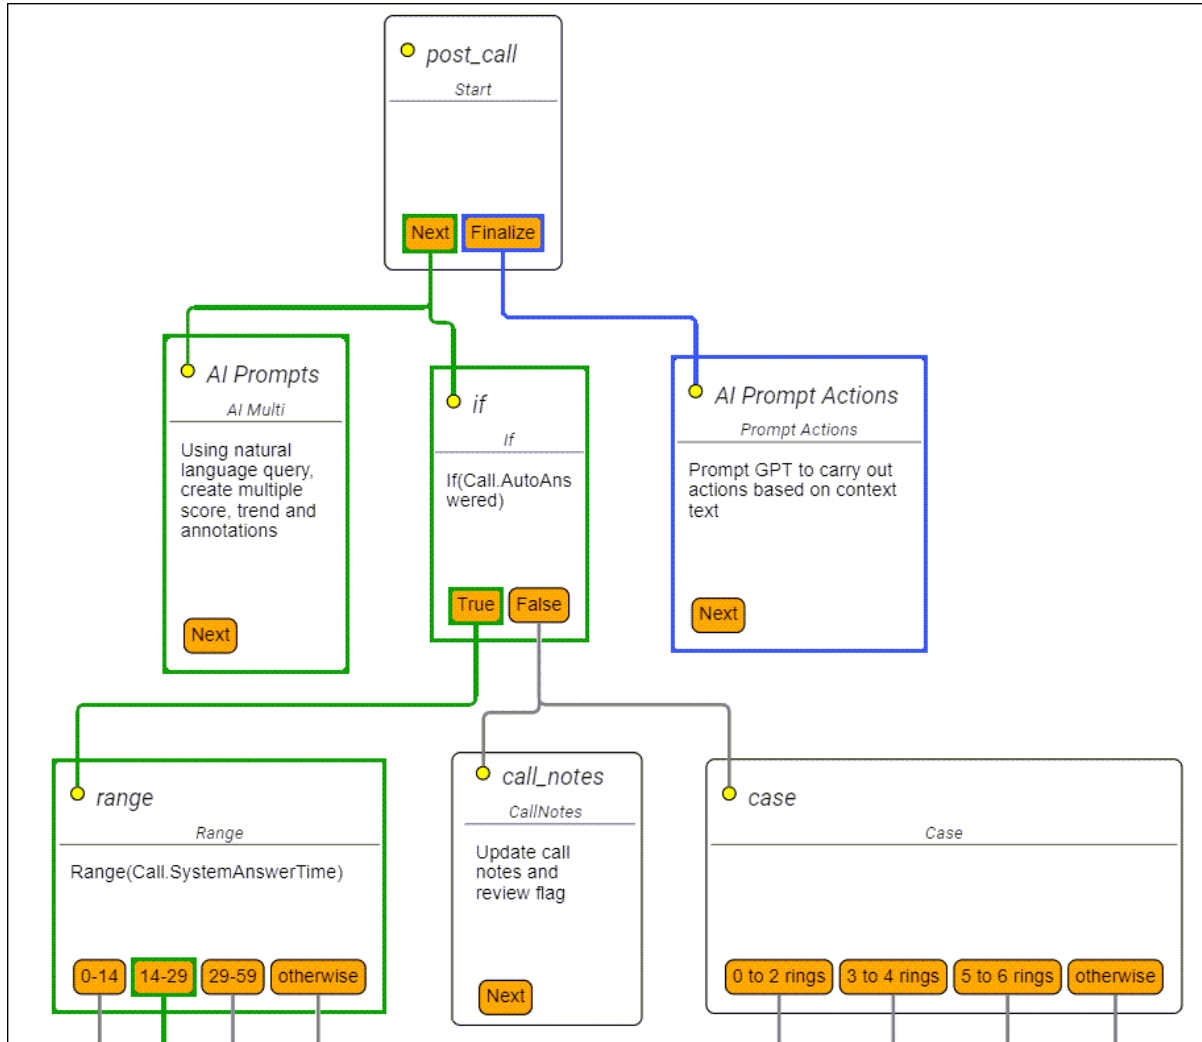 post_call
Start
Next
Finalize
AI Prompts
AI Multi
Using natural
language query,
create multiple
score, trend and
annotations
Next
if
If
If(Call.AutoAns
wered)
True
False
AI Prompt Actions
Prompt Actions
Prompt GPT to carry out
actions based on context
text
Next
range
Range
Range(Call.SystemAnswerTime)
0-14
14-29
29-59
otherwise
call_notes
CallNotes
Update call
notes and
review flag
Next
case
Case
0 to 2 rings
3 to 4 rings
5 to 6 rings
otherwise